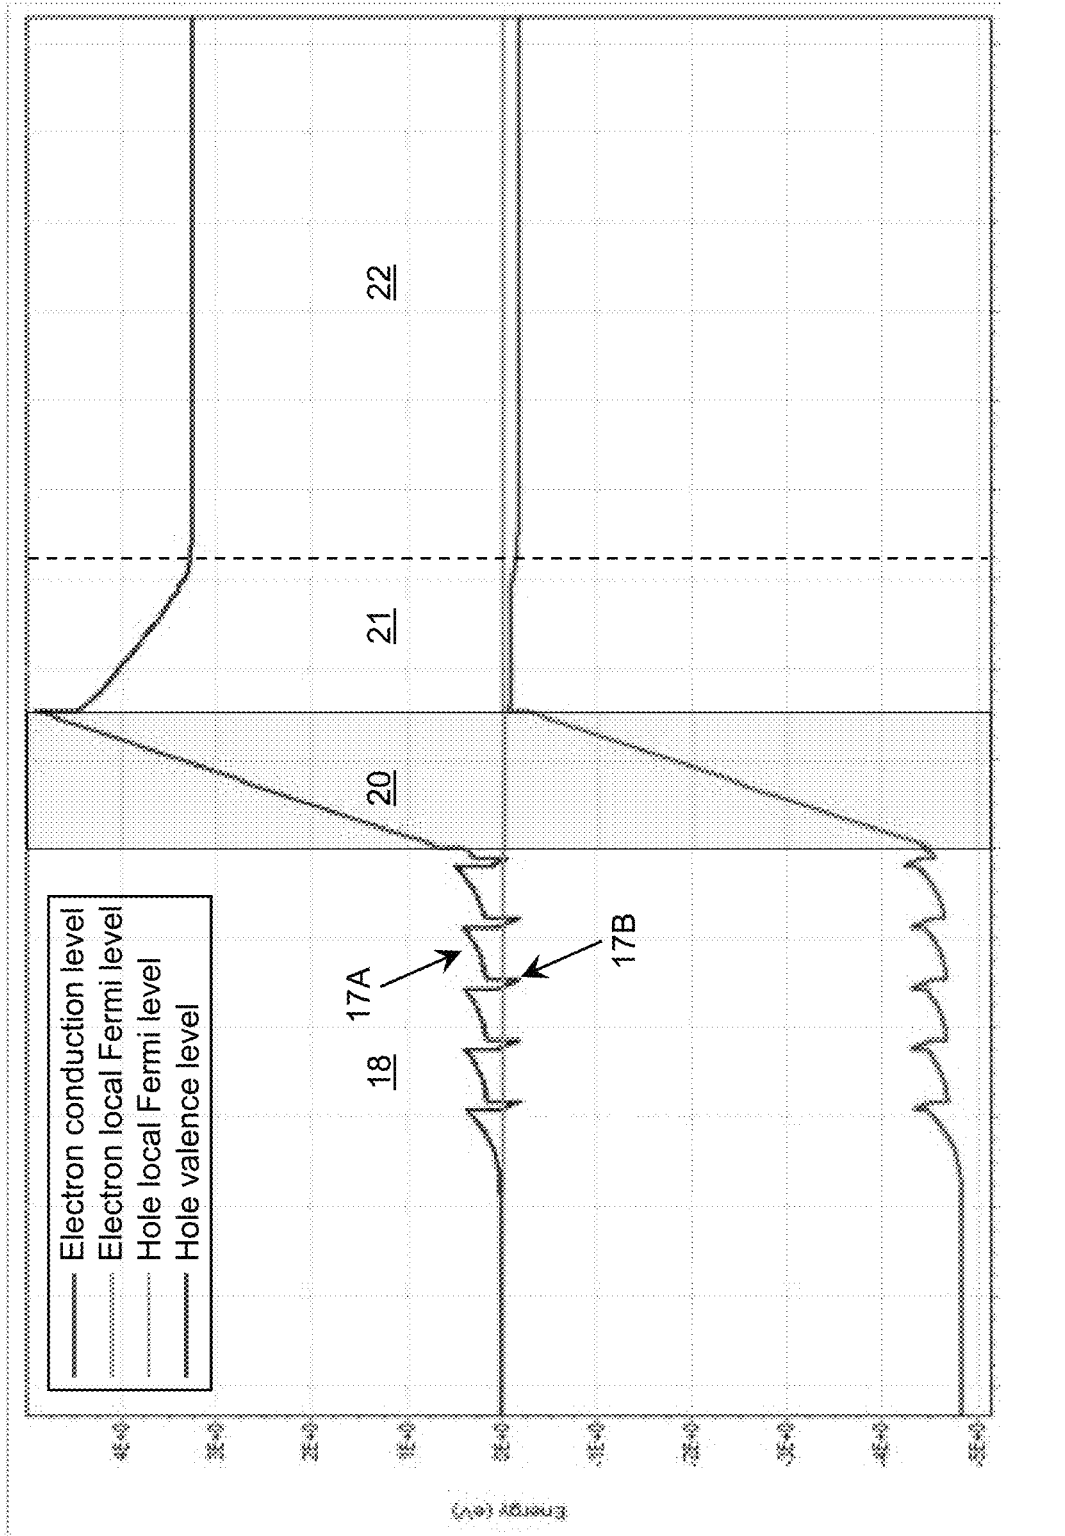 Electron conduction level
Electron local Fermi level
Hole local Fermi level
Hole valence level
17A
17B
18
20
21
22
Energy (eV)